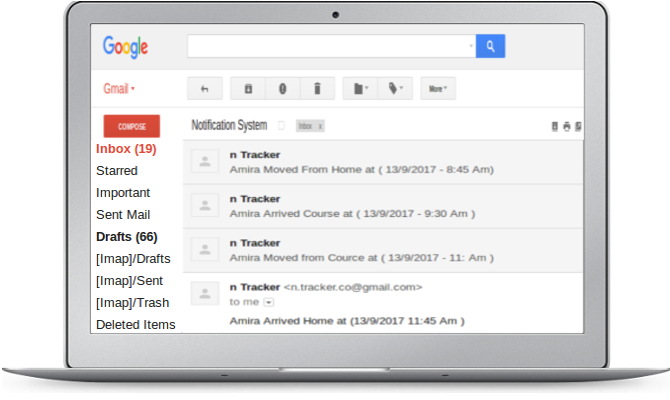 Google
Gmail
More
COMPOSE
Notification System
Inbox x
Inbox (19)
Starred
Important
Sent Mail
Drafts (66)
[Imap]/Drafts
[Imap]/Sent
[Imap]/Trash
Deleted Items
n Tracker
Amira Moved From Home at ( 13/9/2017 - 8:45 Am)
n Tracker
Amira Arrived Course at ( 13/9/2017 - 9:30 Am )
n Tracker
Amira Moved from Cource at ( 13/9/2017 - 11: Am )
n Tracker <n.tracker.co@gmail.com>
to me
Amira Arrived Home at (13/9/2017 11:45 Am )